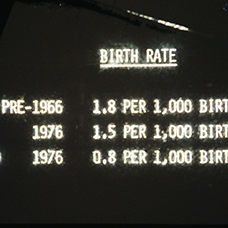 BIRTH RATE
PRE-1966 1.8 PER 1,000 BIRT
1976 1.5 PER 1,000 BIRT
1976 0.8 PER 1,000 BIRT